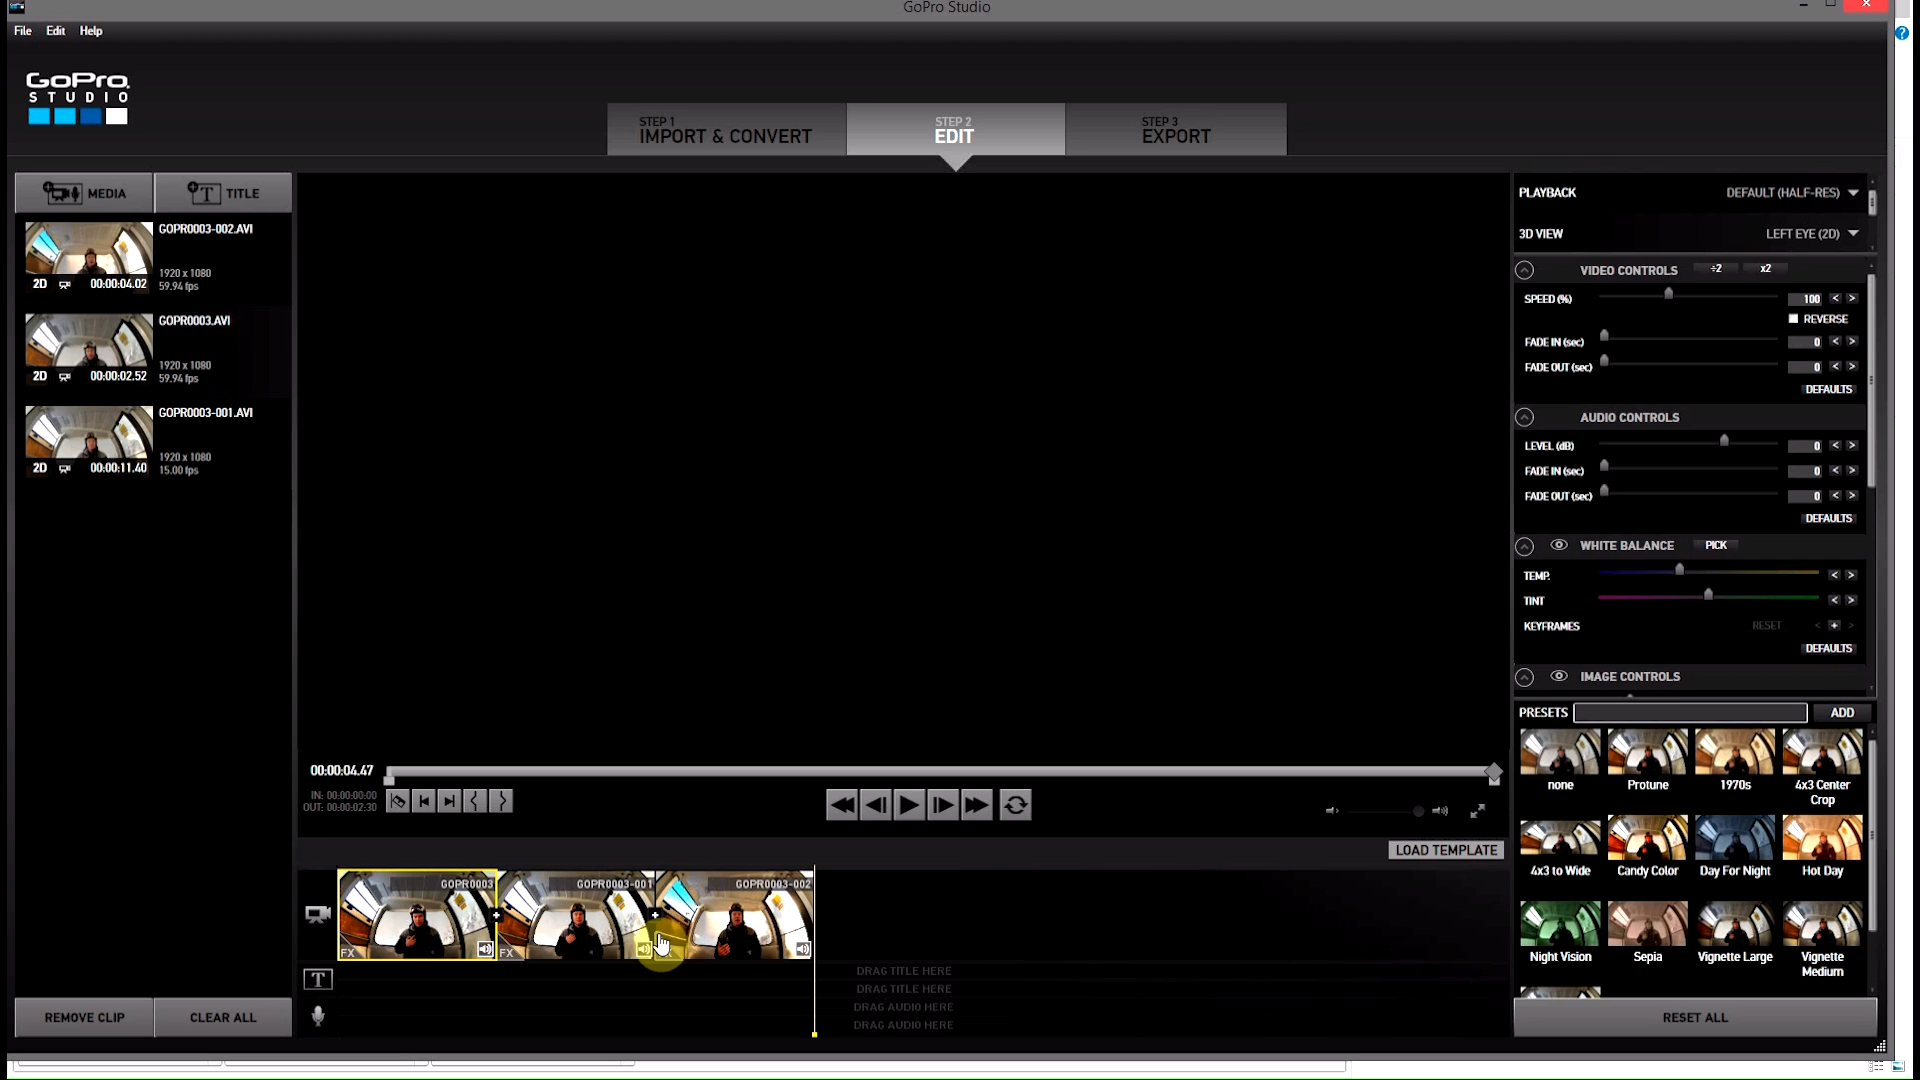 GoPro Studio
File Edit Help
GoPro
STUDIO
STEP 1
IMPORT & CONVERT
STEP 2
EDIT
STEP 3
EXPORT
MEDIA
T TITLE
GOPR0003-002.AVI
1920 x 1080
59.94 fps
2D 00:00:04.02
GOPR0003.AVI
1920 x 1080
59.94 fps
2D 00:00:02.52
GOPR0003-001.AVI
1920 x 1080
15.00 fps
2D 00:00:11.40
REMOVE CLIP
CLEAR ALL
00:00:04.47
IN: 00:00:00:00
OUT: 00:00:02:30
LOAD TEMPLATE
GOPR0003
GOPR0003-001
GOPR0003-002
FX
FX
T
DRAG TITLE HERE
DRAG TITLE HERE
DRAG AUDIO HERE
DRAG AUDIO HERE
PLAYBACK DEFAULT (HALF-RES)
3D VIEW LEFT EYE (2D)
VIDEO CONTROLS ÷2 x2
SPEED (%) 100 < >
REVERSE
FADE IN (sec) 0 < >
FADE OUT (sec) 0 < >
DEFAULTS
AUDIO CONTROLS
LEVEL (dB) 0 < >
FADE IN (sec) 0 < >
FADE OUT (sec) 0 < >
DEFAULTS
WHITE BALANCE PICK
TEMP. < >
TINT < >
KEYFRAMES RESET < + >
DEFAULTS
IMAGE CONTROLS
PRESETS ADD
none
Protune
1970s
4x3 Center
Crop
4x3 to Wide
Candy Color
Day For Night
Hot Day
Night Vision
Sepia
Vignette Large
Vignette
Medium
RESET ALL